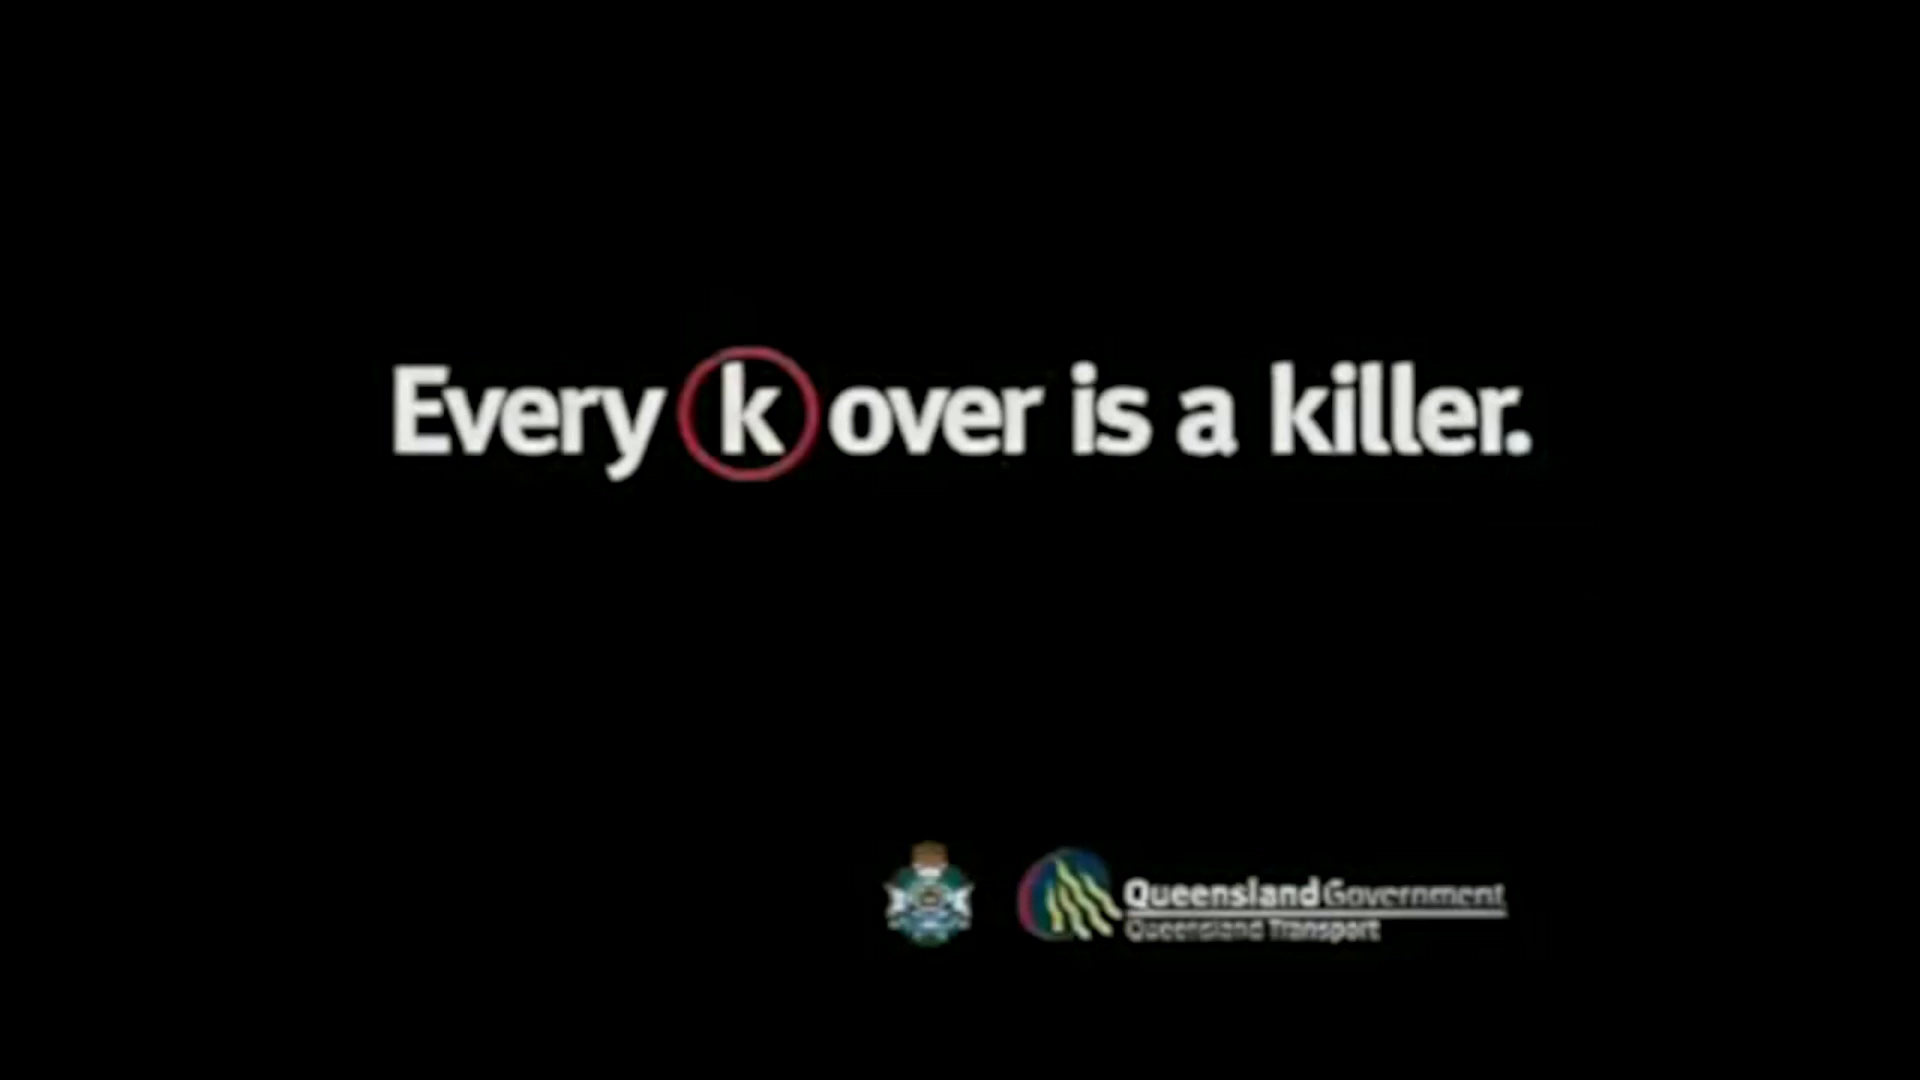 Every k over is a killer.
Queensland Government
Queensland Transport